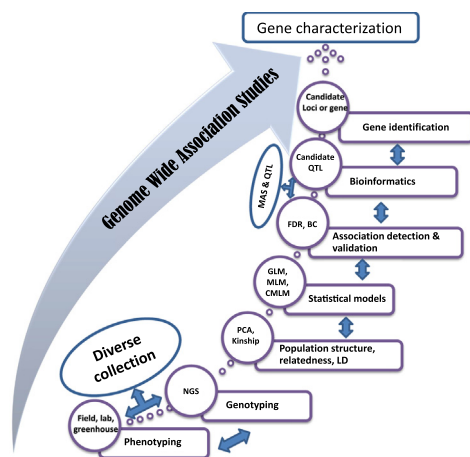 Gene characterization
Genome Wide Association Studies
Candidate
Loci or gene
Gene identification
Candidate
QTL
Bioinformatics
MAS & QTL
FDR, BC
Association detection &
validation
GLM,
MLM,
CMLM
Statistical models
PCA,
Kinship
Population structure,
relatedness, LD
Diverse
collection
NGS
Genotyping
Field, lab,
greenhouse
Phenotyping